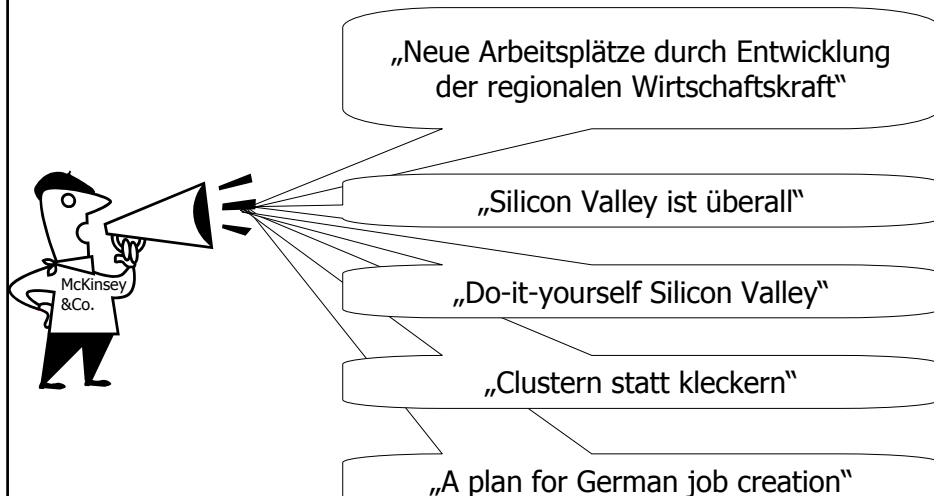 „Neue Arbeitsplätze durch Entwicklung
der regionalen Wirtschaftskraft“
„Silicon Valley ist überall“
McKinsey
&Co.
„Do-it-yourself Silicon Valley“
„Clustern statt kleckern“
„A plan for German job creation“